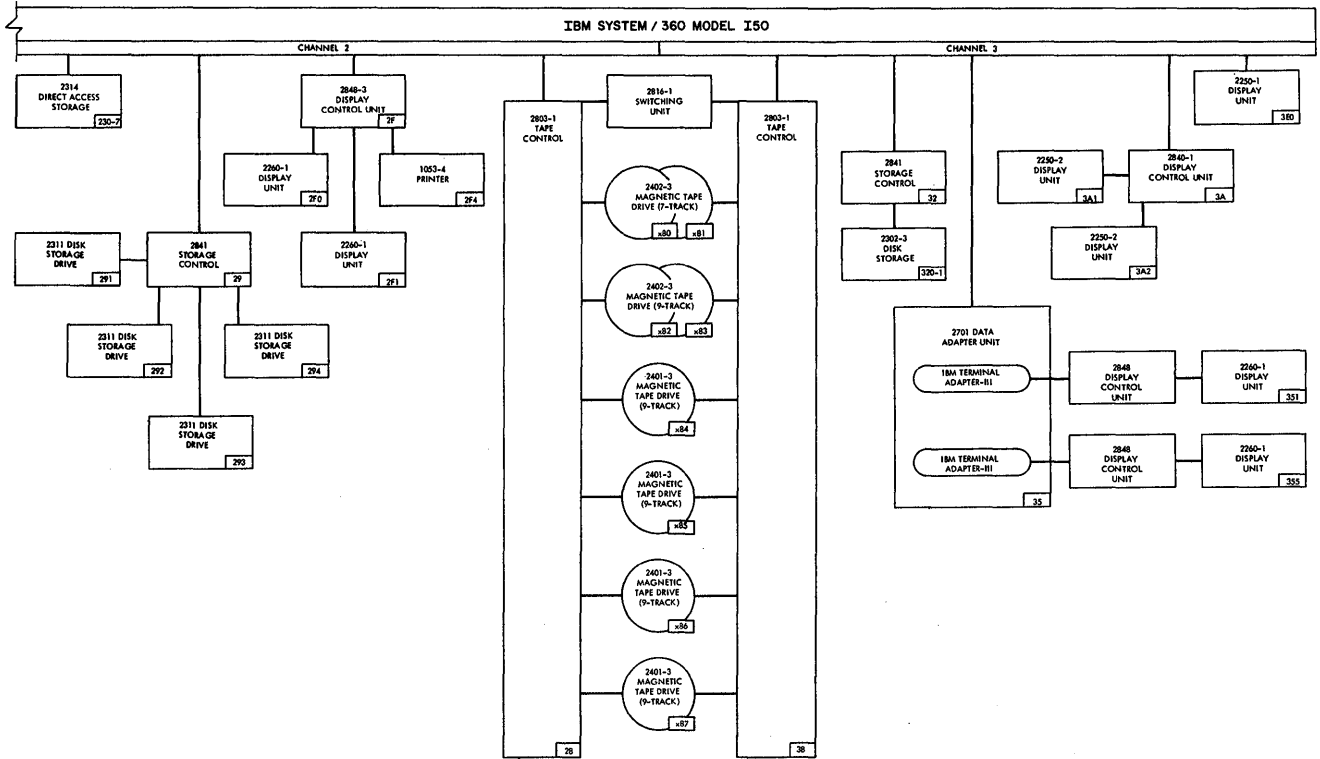 IBM SYSTEM / 360 MODEL I50
CHANNEL 2
CHANNEL 3
2314
DIRECT ACCESS
STORAGE
230-7
2848-3
DISPLAY
CONTROL UNIT
2F
2260-1
DISPLAY
UNIT
2F0
1053-4
PRINTER
2F4
2260-1
DISPLAY
UNIT
2F1
2311 DISK
STORAGE
DRIVE
291
2841
STORAGE
CONTROL
29
2311 DISK
STORAGE
DRIVE
292
2311 DISK
STORAGE
DRIVE
294
2311 DISK
STORAGE
DRIVE
293
2803-1
TAPE
CONTROL
28
2816-1
SWITCHING
UNIT
2803-1
TAPE
CONTROL
38
2402-3
MAGNETIC TAPE
DRIVE (7-TRACK)
x80
x81
2402-3
MAGNETIC TAPE
DRIVE (9-TRACK)
x82
x83
2401-3
MAGNETIC
TAPE DRIVE
(9-TRACK)
x84
2401-3
MAGNETIC
TAPE DRIVE
(9-TRACK)
x85
2401-3
MAGNETIC
TAPE DRIVE
(9-TRACK)
x86
2401-3
MAGNETIC
TAPE DRIVE
(9-TRACK)
x87
2841
STORAGE
CONTROL
32
2302-3
DISK
STORAGE
320-1
2250-1
DISPLAY
UNIT
3E0
2250-2
DISPLAY
UNIT
3A1
2840-1
DISPLAY
CONTROL UNIT
3A
2250-2
DISPLAY
UNIT
3A2
2701 DATA
ADAPTER UNIT
IBM TERMINAL
ADAPTER-III
2848
DISPLAY
CONTROL
UNIT
2260-1
DISPLAY
UNIT
351
IBM TERMINAL
ADAPTER-III
2848
DISPLAY
CONTROL
UNIT
2260-1
DISPLAY
UNIT
355
35